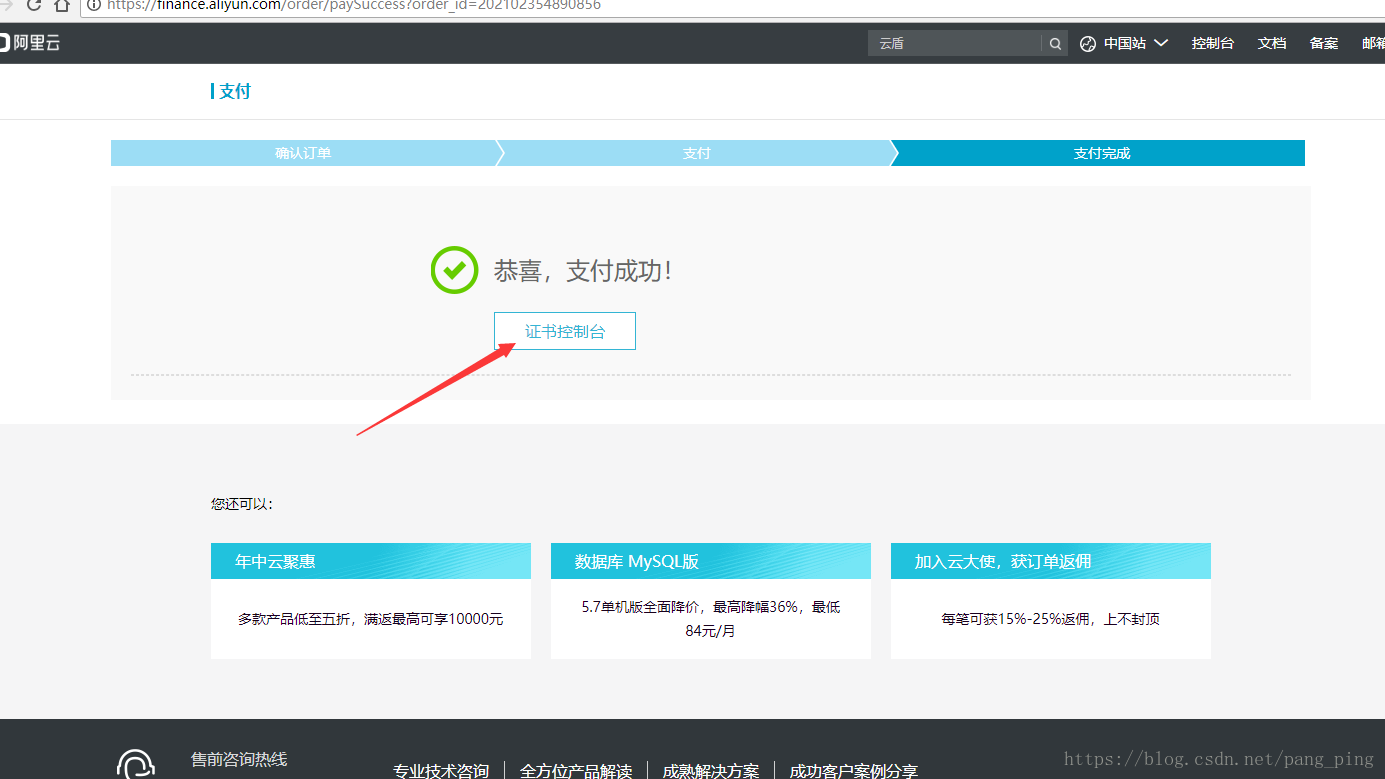 https://finance.aliyun.com/order/paySuccess?order_id=202102354890856
阿里云
云盾
中国站
控制台
文档
备案
邮箱
支付
确认订单
支付
支付完成
恭喜，支付成功！
证书控制台
您还可以：
年中云聚惠
多款产品低至五折，满返最高可享10000元
数据库 MySQL版
5.7单机版全面降价，最高降幅36%，最低
84元/月
加入云大使，获订单返佣
每笔可获15%-25%返佣，上不封顶
售前咨询热线
专业技术咨询
全方位产品解读
成熟解决方案
成功客户案例分享
https://blog.csdn.net/pang_ping